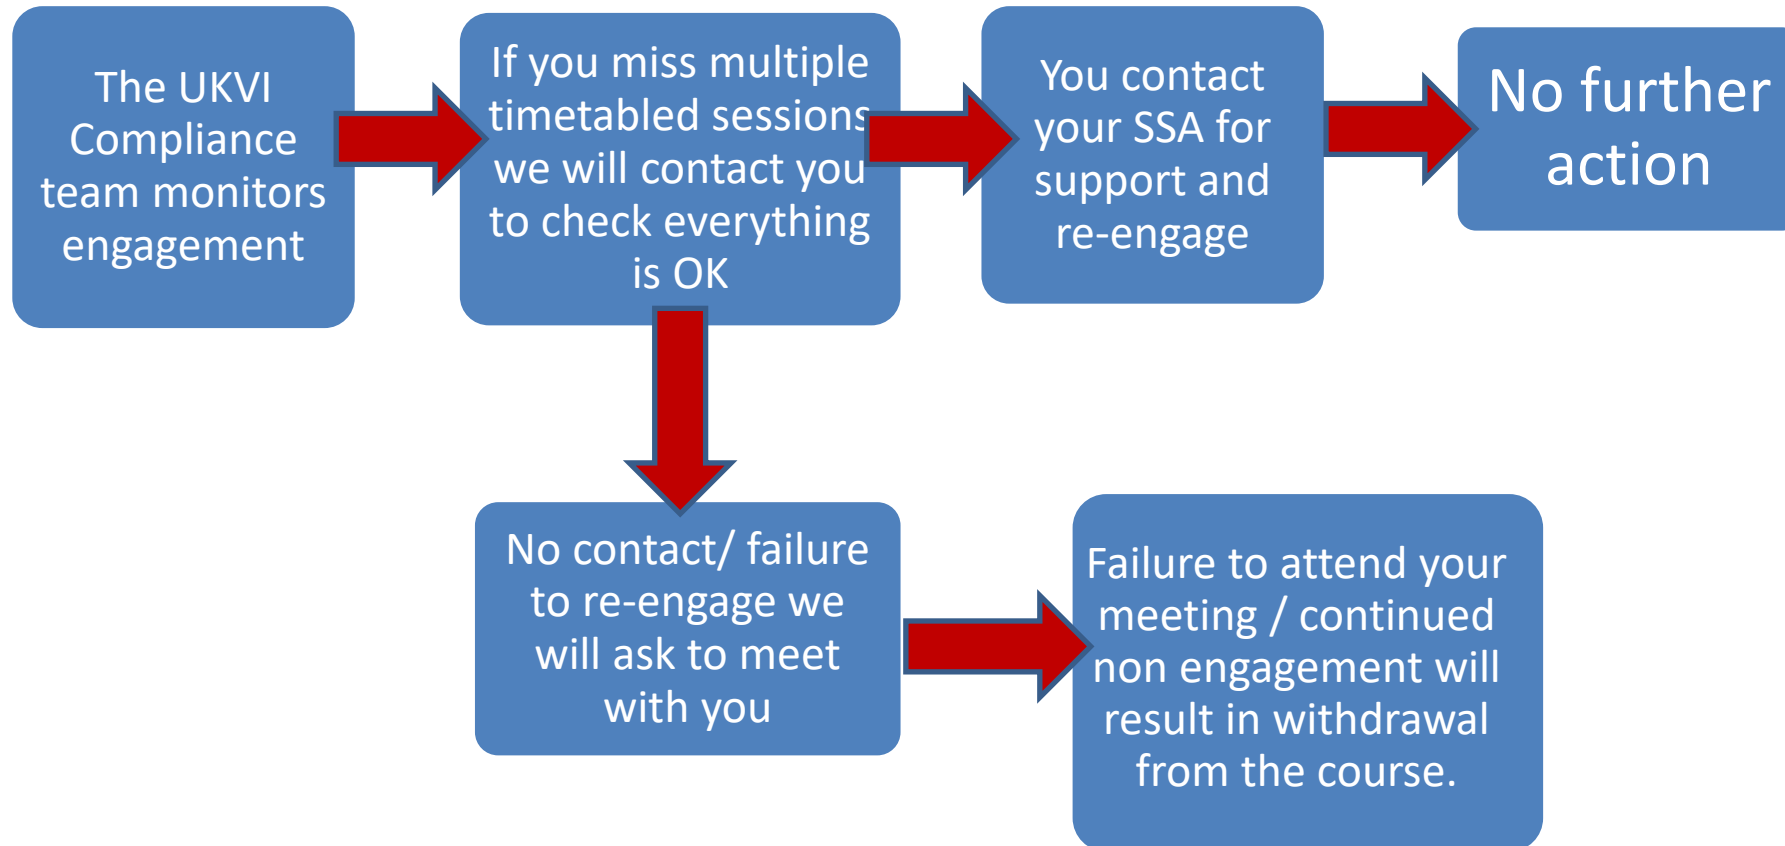 The UKVI
Compliance
team monitors
engagement
If you miss multiple
timetabled sessions
we will contact you
to check everything
is OK
You contact
your SSA for
support and
re-engage
No further
action
No contact/ failure
to re-engage we
will ask to meet
with you
Failure to attend your
meeting / continued
non engagement will
result in withdrawal
from the course.